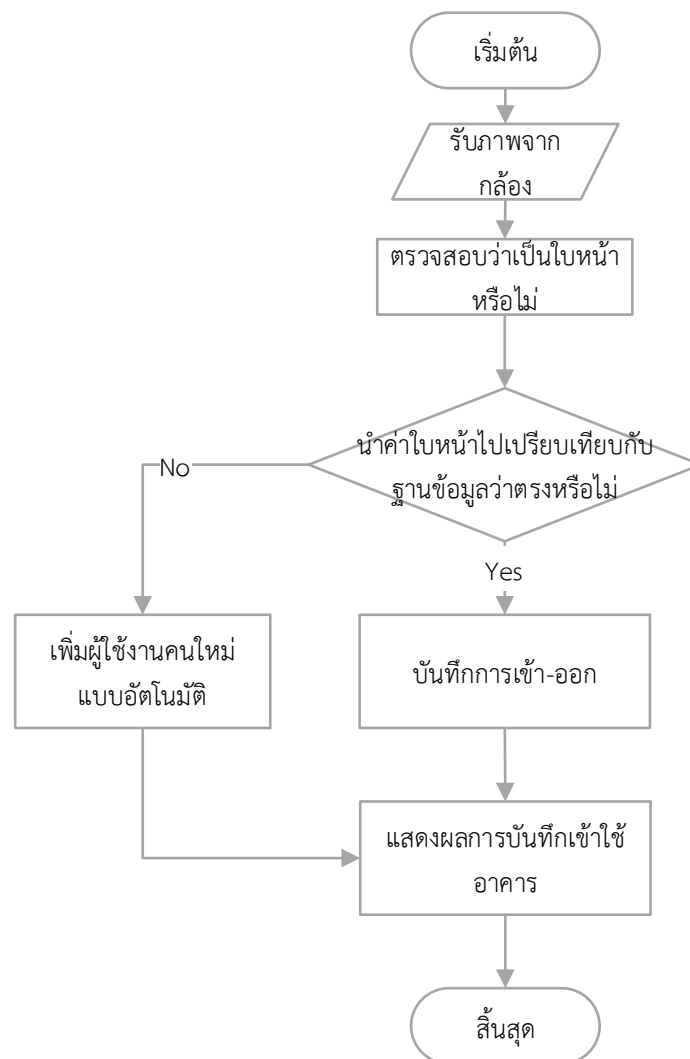 เริ่มต้น
รับภาพจาก
กล้อง
ตรวจสอบว่าเป็นใบหน้า
หรือไม่
นำค่าใบหน้าไปเปรียบเทียบกับ
ฐานข้อมูลว่าตรงหรือไม่
No
Yes
เพิ่มผู้ใช้งานคนใหม่
แบบอัตโนมัติ
บันทึกการเข้า-ออก
แสดงผลการบันทึกเข้าใช้
อาคาร
สิ้นสุด